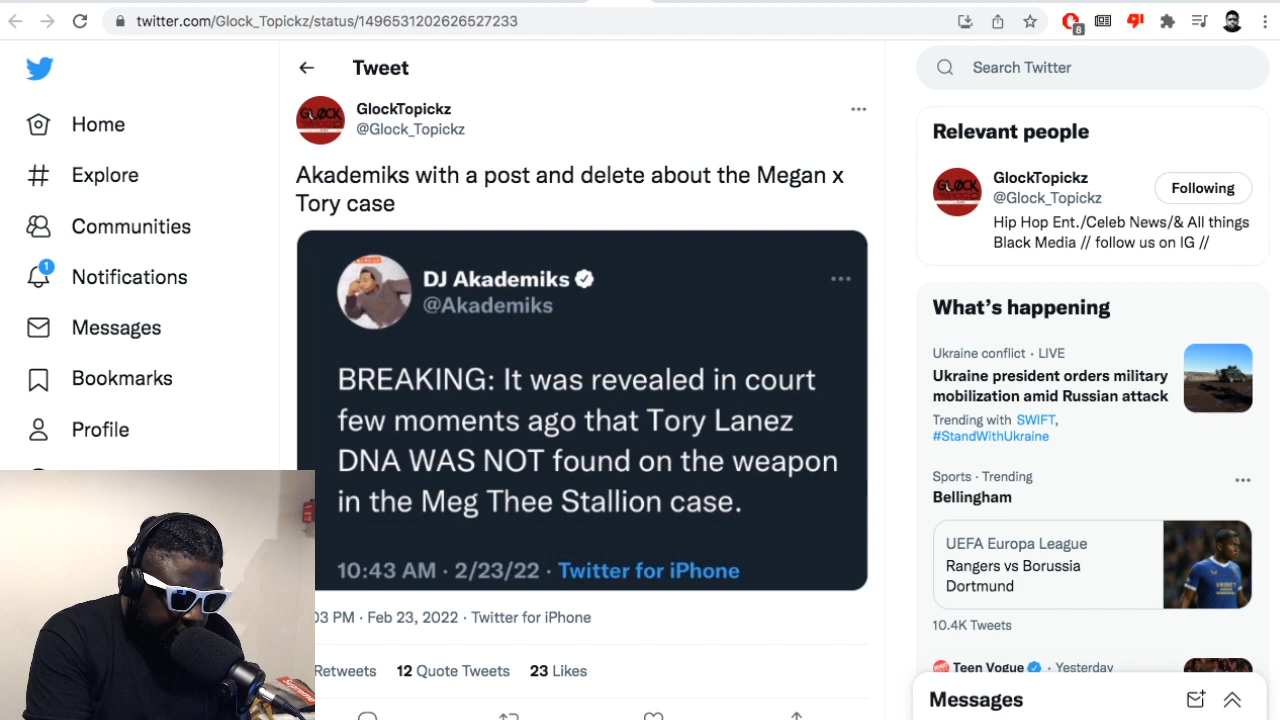 twitter.com/Glock_Topickz/status/1496531202626527233
8
Home
Explore
Communities
1
Notifications
Messages
Bookmarks
Profile
Tweet
GlockTopickz
@Glock_Topickz
Akademiks with a post and delete about the Megan x
Tory case
DJ Akademiks
@Akademiks
BREAKING: It was revealed in court
few moments ago that Tory Lanez
DNA WAS NOT found on the weapon
in the Meg Thee Stallion case.
10:43 AM · 2/23/22 · Twitter for iPhone
03 PM · Feb 23, 2022 · Twitter for iPhone
Retweets 12 Quote Tweets 23 Likes
Search Twitter
Relevant people
GlockTopickz
@Glock_Topickz
Following
Hip Hop Ent./Celeb News/& All things
Black Media // follow us on IG //
What's happening
Ukraine conflict · LIVE
Ukraine president orders military
mobilization amid Russian attack
Trending with SWIFT,
#StandWithUkraine
Sports · Trending
Bellingham
UEFA Europa League
Rangers vs Borussia
Dortmund
10.4K Tweets
Teen Vogue · Yesterday
Messages
Supreme